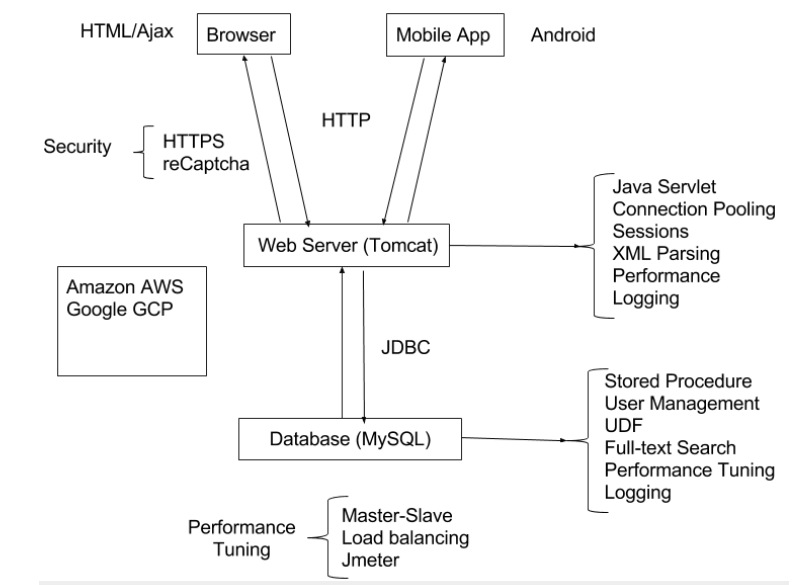 HTML/Ajax
Browser
Mobile App
Android
HTTP
Security
HTTPS
reCaptcha
Web Server (Tomcat)
Java Servlet
Connection Pooling
Sessions
XML Parsing
Performance
Logging
Amazon AWS
Google GCP
JDBC
Database (MySQL)
Stored Procedure
User Management
UDF
Full-text Search
Performance Tuning
Logging
Performance
Tuning
Master-Slave
Load balancing
Jmeter